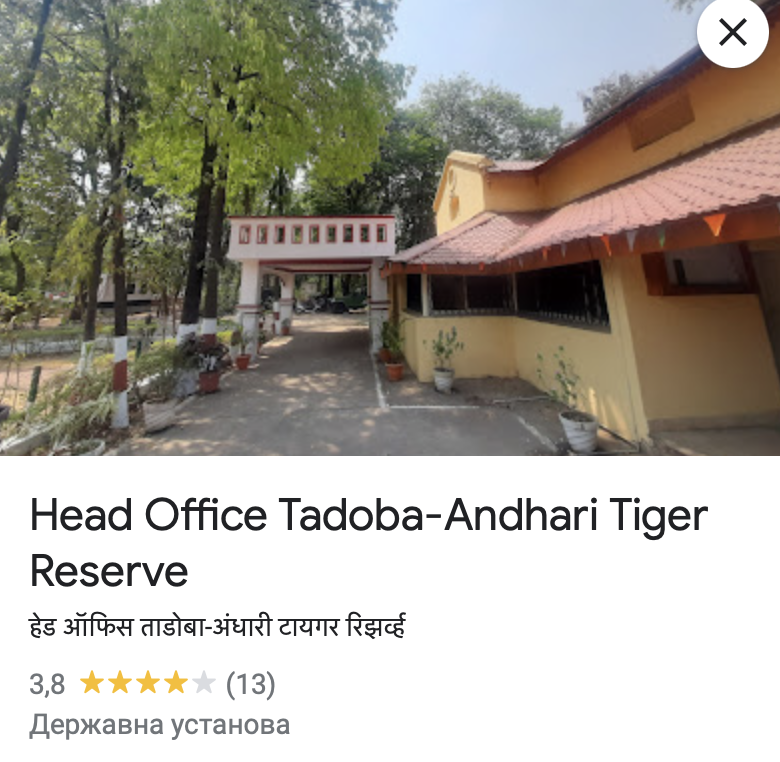 Head Office Tadoba-Andhari Tiger
Reserve
हेड ऑफिस ताडोबा-अंधारी टायगर रिझर्व्ह
3,8 ★★★★★ (13)
Державна установа